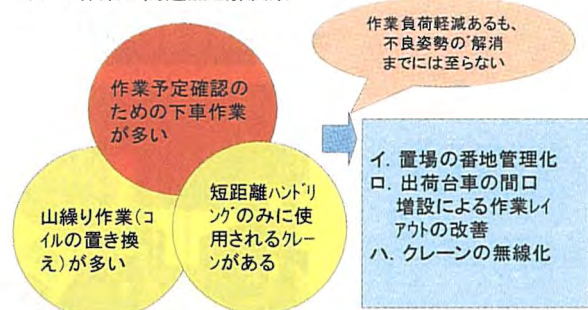 作業負荷軽減あるも、
不良姿勢の゛解消
までには至らない
作業予定確認の
ための下車作業
が多い
山繰り作業(コ
イルの置き換
え)が多い
短距離ハンドリ
ングのみに使
用されるクレー
ンがある
イ. 置場の番地管理化
ロ. 出荷台車の間口
増設による作業レイ
アウトの改善
ハ. クレーンの無線化